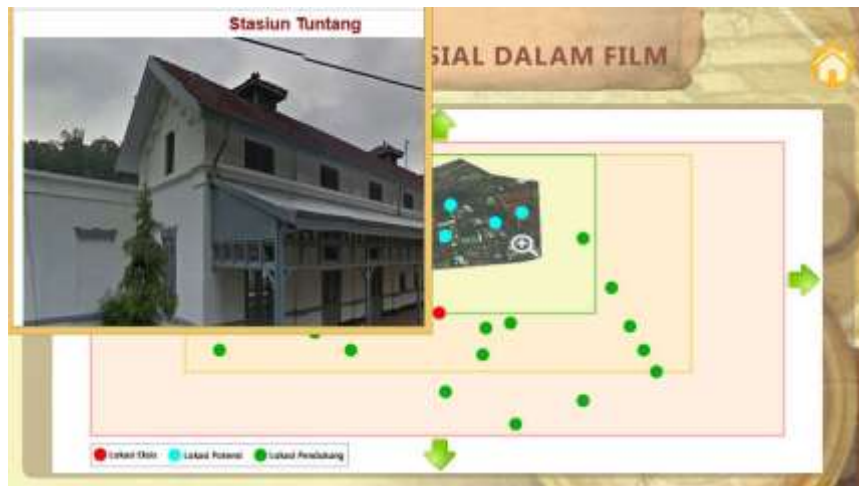 Stasiun Tuntang
SIAL DALAM FILM
Lokasi Potensi
Lokasi Pendukung